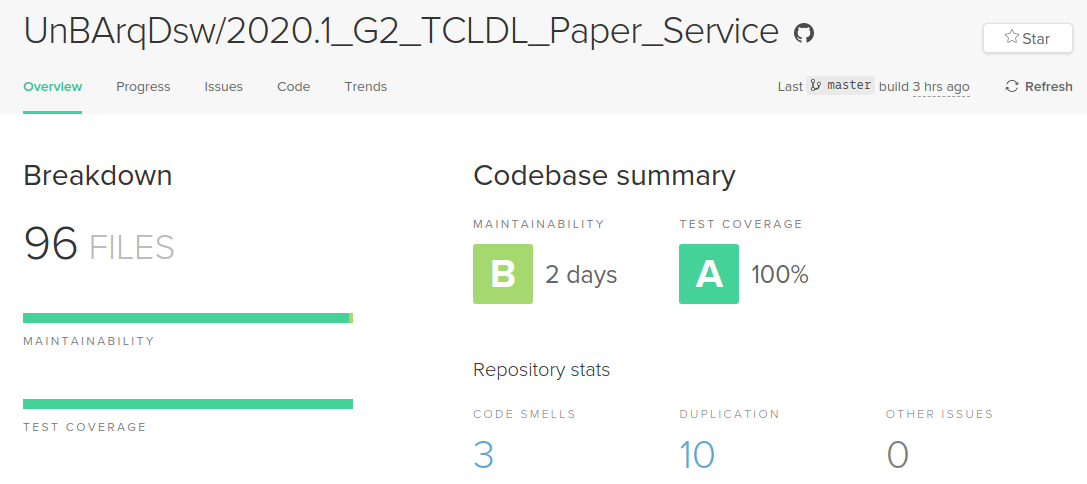 UnBArqDsw/2020.1_G2_TCLDL_Paper_Service
Star
Overview Progress Issues Code Trends
Last master build 3 hrs ago Refresh
Breakdown
96 FILES
MAINTAINABILITY
TEST COVERAGE
Codebase summary
MAINTAINABILITY TEST COVERAGE
B 2 days A 100%
Repository stats
CODE SMELLS DUPLICATION OTHER ISSUES
3 10 0